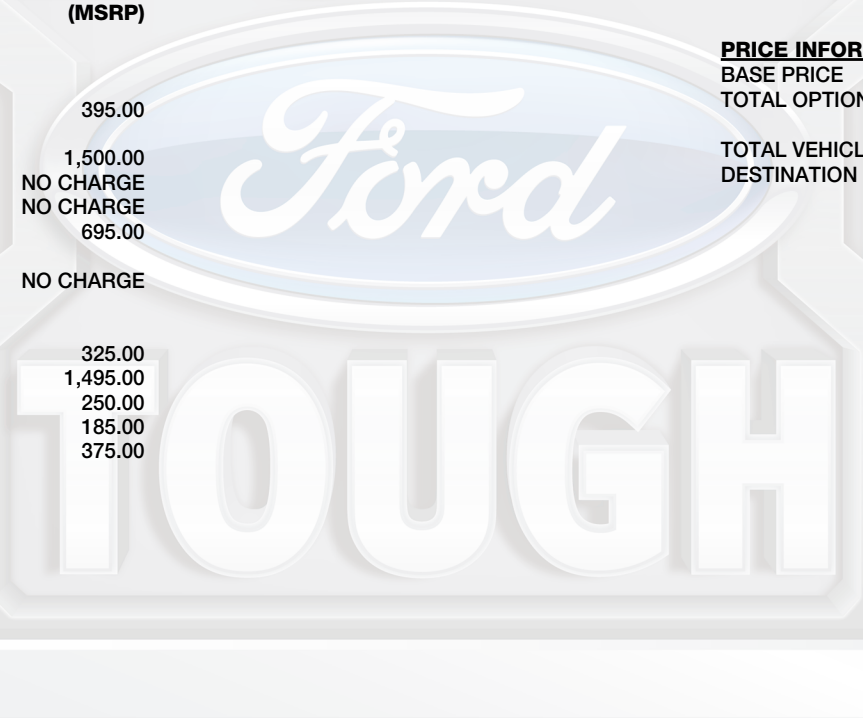 (MSRP)
395.00
1,500.00
NO CHARGE
NO CHARGE
695.00
NO CHARGE
325.00
1,495.00
250.00
185.00
375.00
PRICE INFOR
BASE PRICE
TOTAL OPTION
TOTAL VEHICL
DESTINATION
Ford
TOUGH